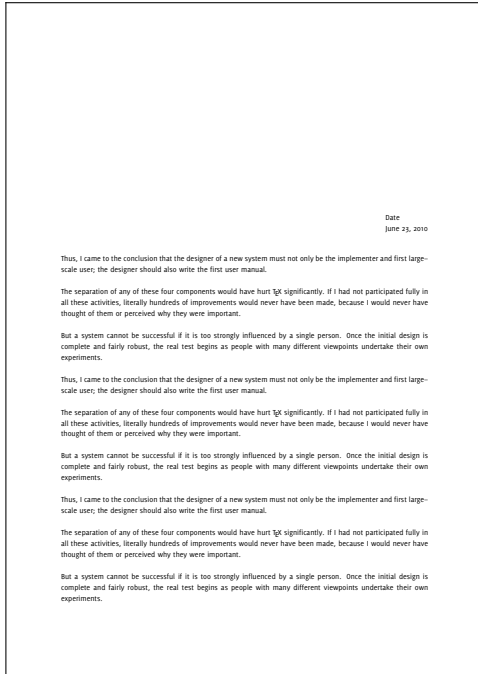 Date
June 23, 2010
Thus, I came to the conclusion that the designer of a new system must not only be the implementer and first large–
scale user; the designer should also write the first user manual.
The separation of any of these four components would have hurt TEX significantly. If I had not participated fully in
all these activities, literally hundreds of improvements would never have been made, because I would never have
thought of them or perceived why they were important.
But a system cannot be successful if it is too strongly influenced by a single person. Once the initial design is
complete and fairly robust, the real test begins as people with many different viewpoints undertake their own
experiments.
Thus, I came to the conclusion that the designer of a new system must not only be the implementer and first large–
scale user; the designer should also write the first user manual.
The separation of any of these four components would have hurt TEX significantly. If I had not participated fully in
all these activities, literally hundreds of improvements would never have been made, because I would never have
thought of them or perceived why they were important.
But a system cannot be successful if it is too strongly influenced by a single person. Once the initial design is
complete and fairly robust, the real test begins as people with many different viewpoints undertake their own
experiments.
Thus, I came to the conclusion that the designer of a new system must not only be the implementer and first large–
scale user; the designer should also write the first user manual.
The separation of any of these four components would have hurt TEX significantly. If I had not participated fully in
all these activities, literally hundreds of improvements would never have been made, because I would never have
thought of them or perceived why they were important.
But a system cannot be successful if it is too strongly influenced by a single person. Once the initial design is
complete and fairly robust, the real test begins as people with many different viewpoints undertake their own
experiments.